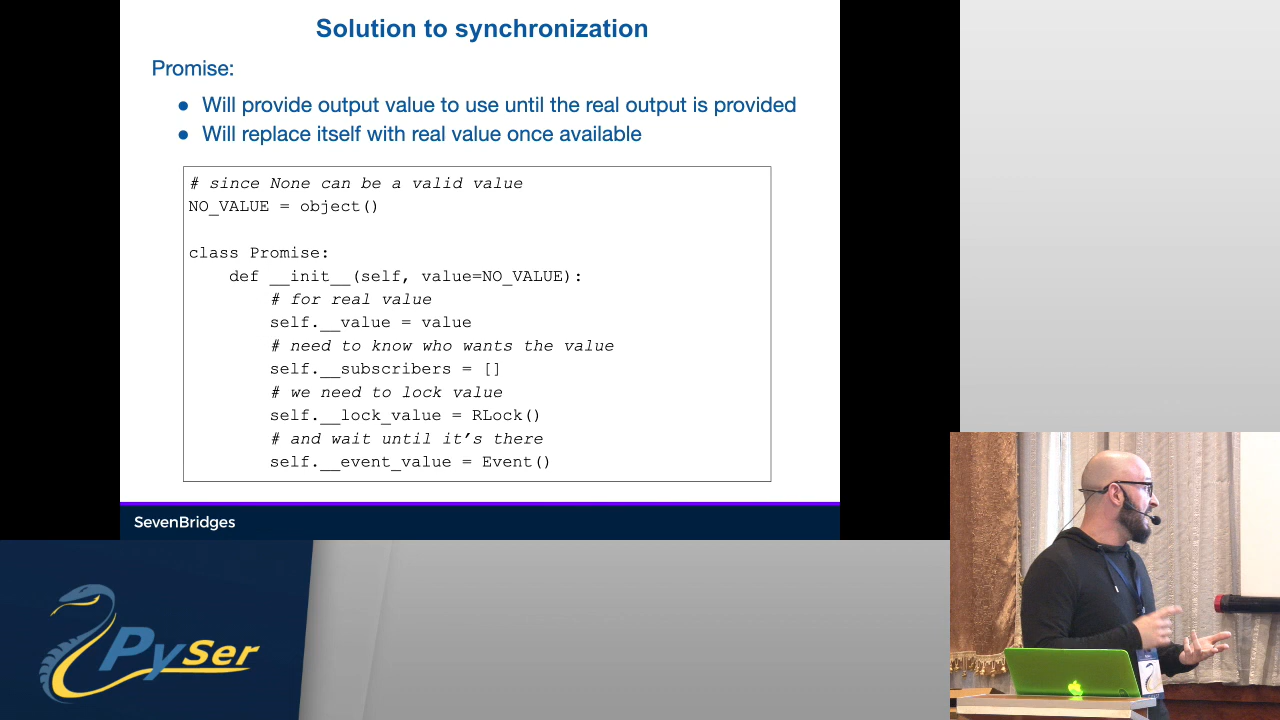 Solution to synchronization
Promise:
● Will provide output value to use until the real output is provided
● Will replace itself with real value once available
# since None can be a valid value
NO_VALUE = object()
class Promise:
    def __init__(self, value=NO_VALUE):
        # for real value
        self.__value = value
        # need to know who wants the value
        self.__subscribers = []
        # we need to lock value
        self.__lock_value = RLock()
        # and wait until it’s there
        self.__event_value = Event()
SevenBridges
PySer